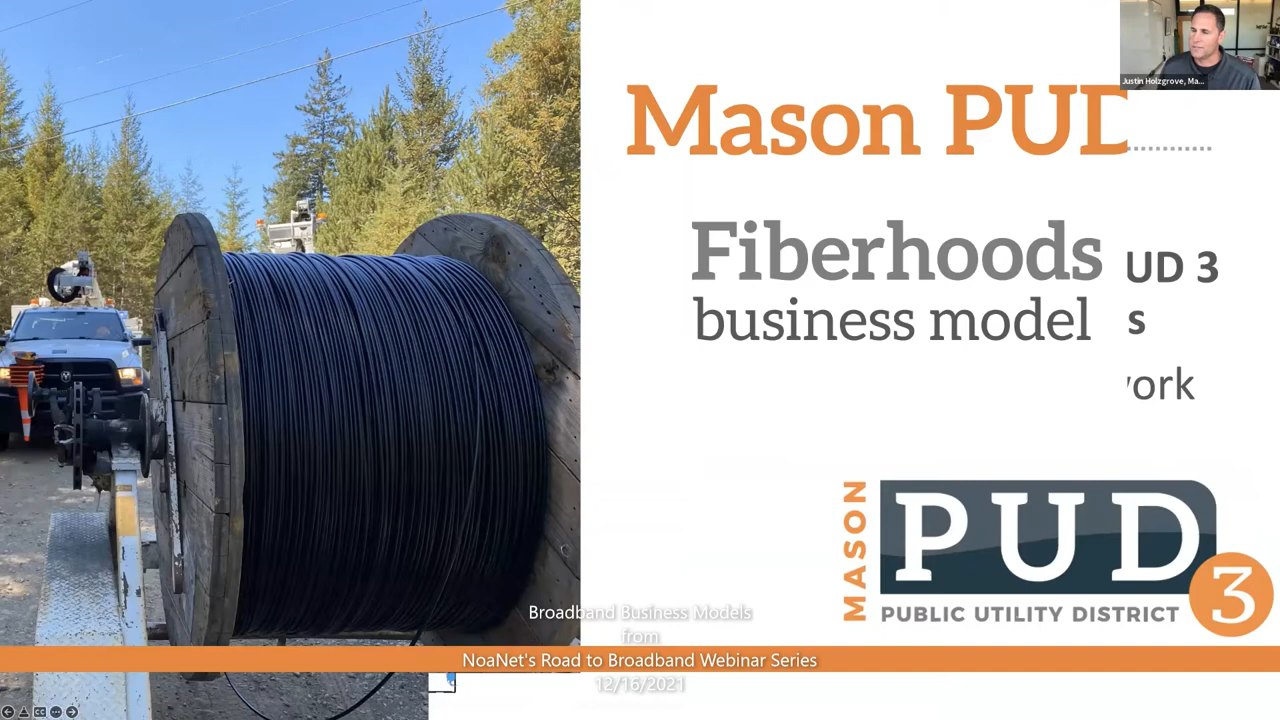 Justin Holzgrove, Ma...
Mason PUD
UD 3
Fiberhoods
s
business model
ork
MASON
PUD
3
PUBLIC UTILITY DISTRICT
Broadband Business Models
from
NoaNet's Road to Broadband Webinar Series
12/16/2021
CC